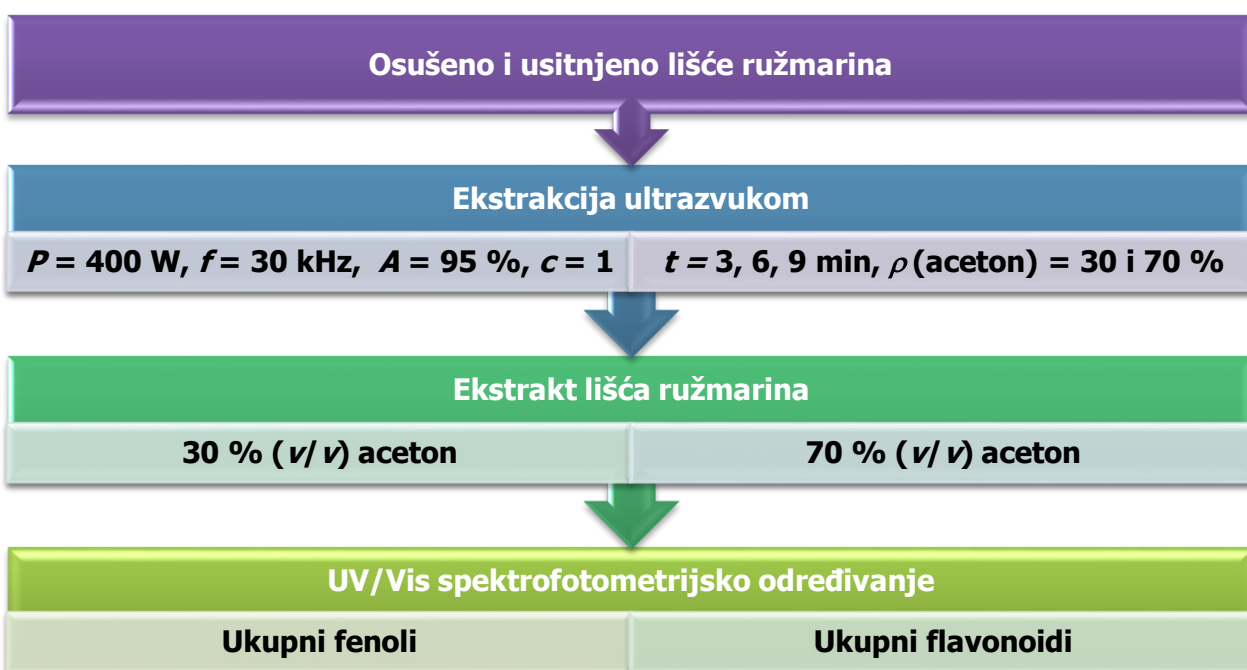 Osušeno i usitnjeno lišće ružmarina
Ekstrakcija ultrazvukom
P = 400 W, f = 30 kHz, A = 95 %, c = 1
t = 3, 6, 9 min, ρ (aceton) = 30 i 70 %
Ekstrakt lišća ružmarina
30 % (v/v) aceton
70 % (v/v) aceton
UV/Vis spektrofotometrijsko određivanje
Ukupni fenoli
Ukupni flavonoidi